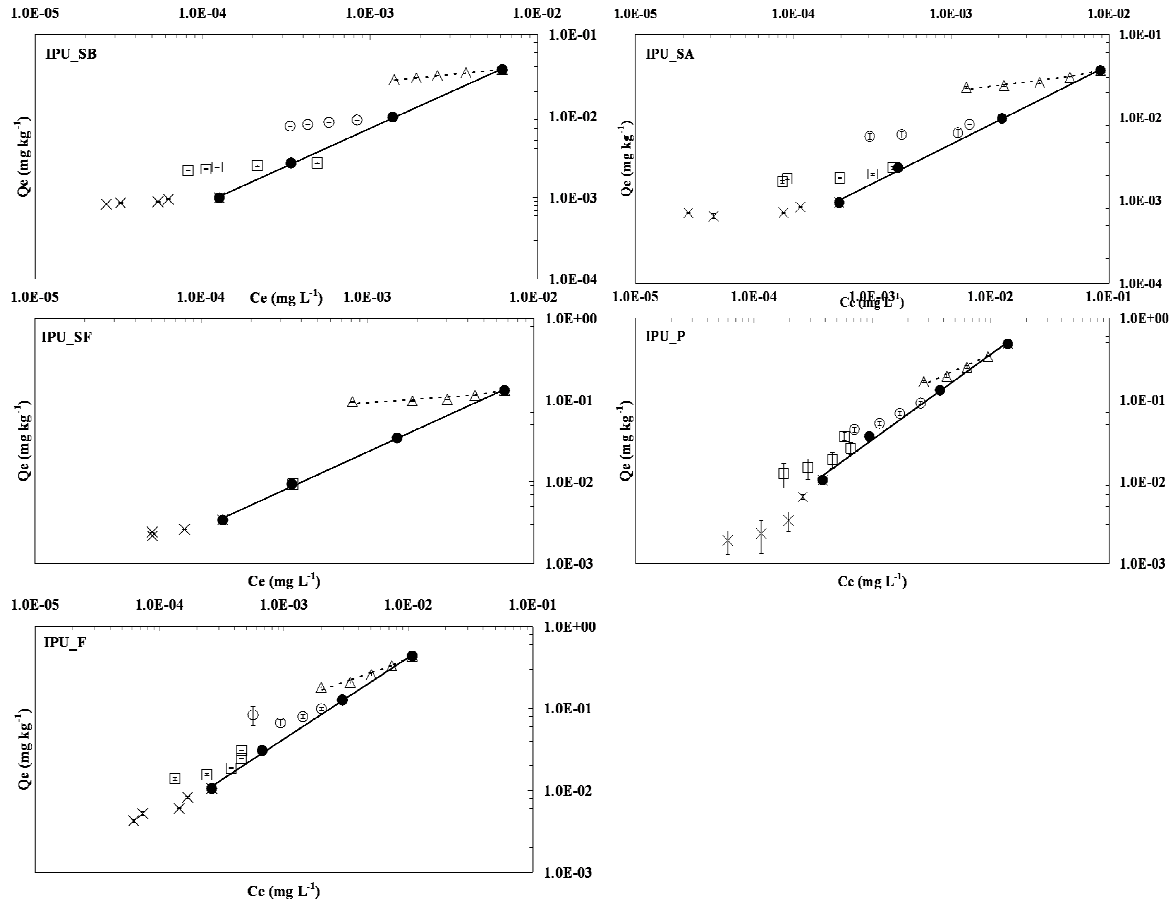 1.0E-05 1.0E-04 1.0E-03 1.0E-02
1.0E-05 1.0E-04 1.0E-03 1.0E-02
IPU_SB
1.0E-01
1.0E-02
1.0E-03
1.0E-04
Qe (mg kg-1)
IPU_SA
1.0E-01
1.0E-02
1.0E-03
1.0E-04
Qe (mg kg-1)
1.0E-05 1.0E-04 Ce (mg L-1) 1.0E-03 1.0E-02
1.0E-05 1.0E-04 1.0E-03 Ce (mg L-1) 1.0E-02 1.0E-01
IPU_SF
1.0E+00
1.0E-01
1.0E-02
1.0E-03
Qe (mg kg-1)
Ce (mg L-1)
IPU_P
1.0E+00
1.0E-01
1.0E-02
1.0E-03
Qe (mg kg-1)
Ce (mg L-1)
1.0E-05 1.0E-04 1.0E-03 1.0E-02 1.0E-01
IPU_F
1.0E+00
1.0E-01
1.0E-02
1.0E-03
Qe (mg kg-1)
Ce (mg L-1)